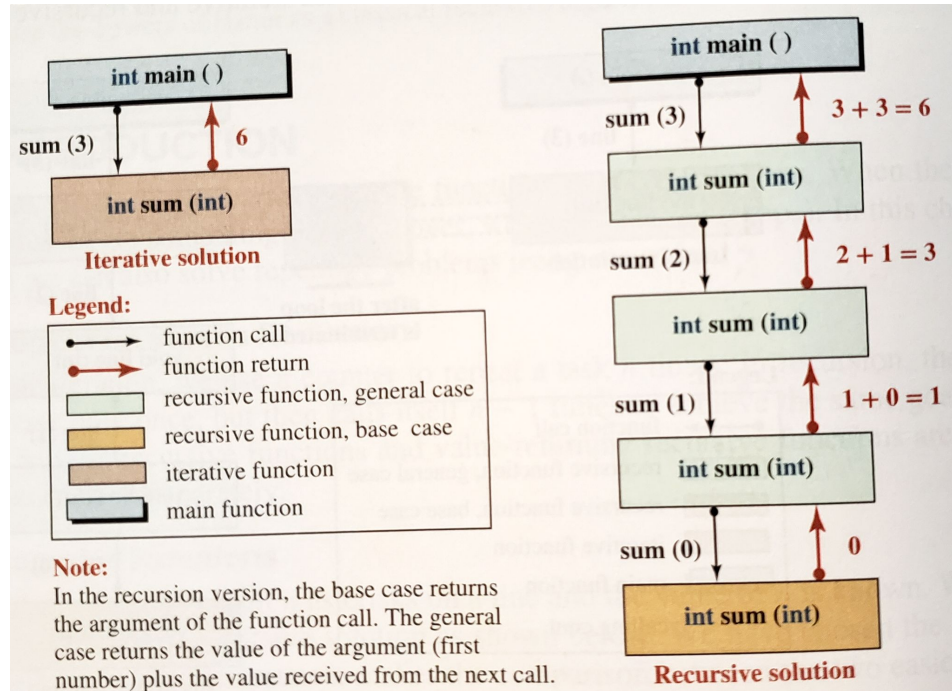 int main ( )
sum (3)
6
int sum (int)
Iterative solution
Legend:
function call
function return
recursive function, general case
recursive function, base case
iterative function
main function
Note:
In the recursion version, the base case returns
the argument of the function call. The general
case returns the value of the argument (first
number) plus the value received from the next call.
int main ( )
sum (3)
3 + 3 = 6
int sum (int)
sum (2)
2 + 1 = 3
int sum (int)
sum (1)
1 + 0 = 1
int sum (int)
sum (0)
0
int sum (int)
Recursive solution